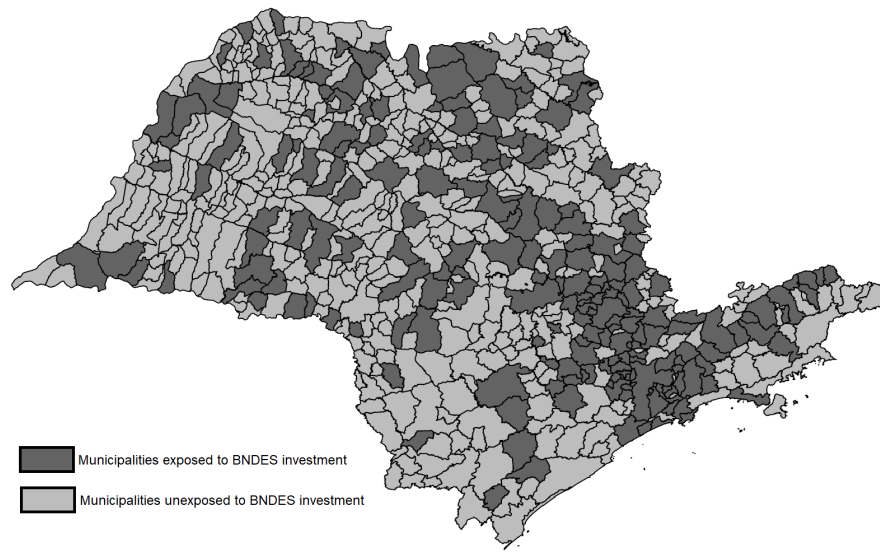 Municipalities exposed to BNDES investment
Municipalities unexposed to BNDES investment